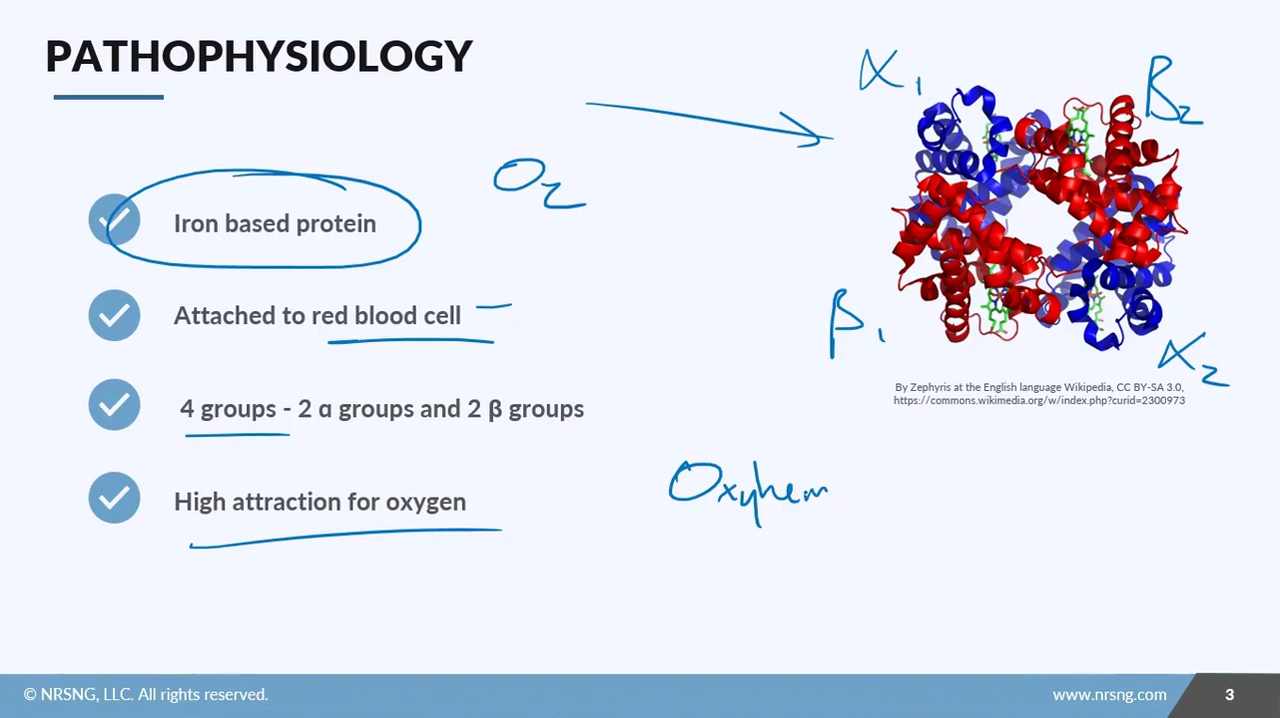 PATHOPHYSIOLOGY
α1
β2
O2
Iron based protein
Attached to red blood cell
β1
α2
By Zephyris at the English language Wikipedia, CC BY-SA 3.0,
https://commons.wikimedia.org/w/index.php?curid=2300973
4 groups - 2 α groups and 2 β groups
Oxyhem
High attraction for oxygen
© NRSNG, LLC. All rights reserved.
www.nrsng.com
3